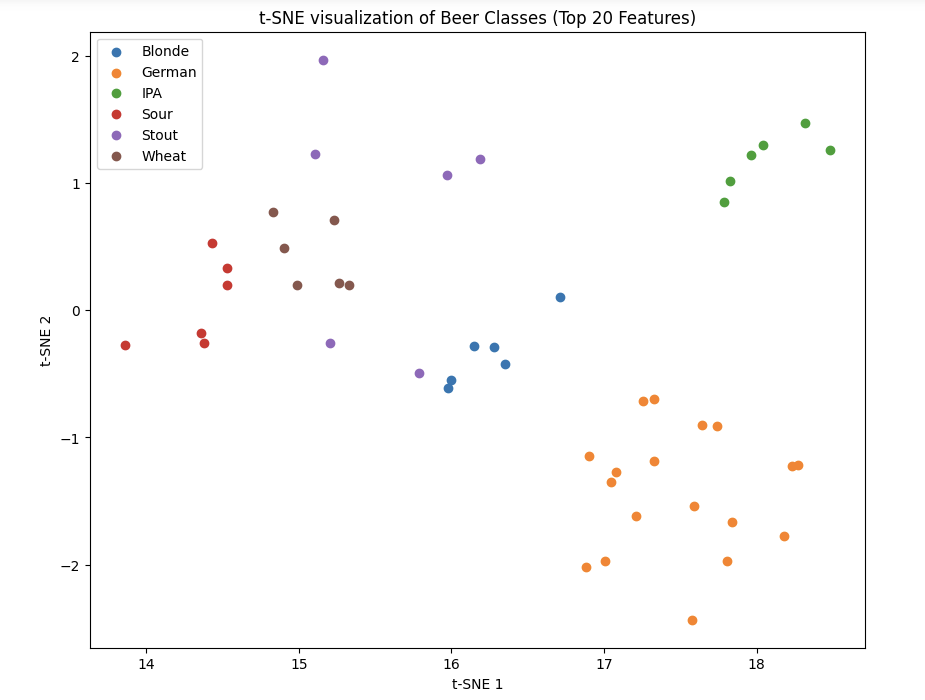 t-SNE visualization of Beer Classes (Top 20 Features)
Blonde
German
IPA
Sour
Stout
Wheat
2
1
0
−1
−2
t-SNE 2
14 15 16 17 18
t-SNE 1